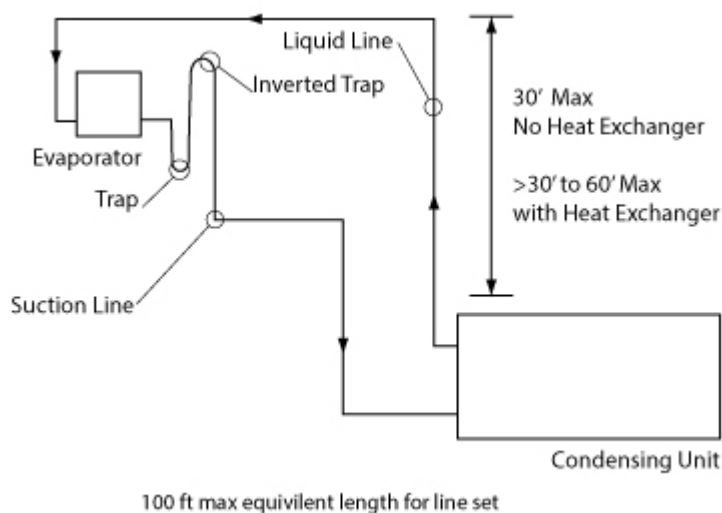 Liquid Line
Inverted Trap
Evaporator
Trap
Suction Line
30' Max
No Heat Exchanger
>30' to 60' Max
with Heat Exchanger
Condensing Unit
100 ft max equivilent length for line set